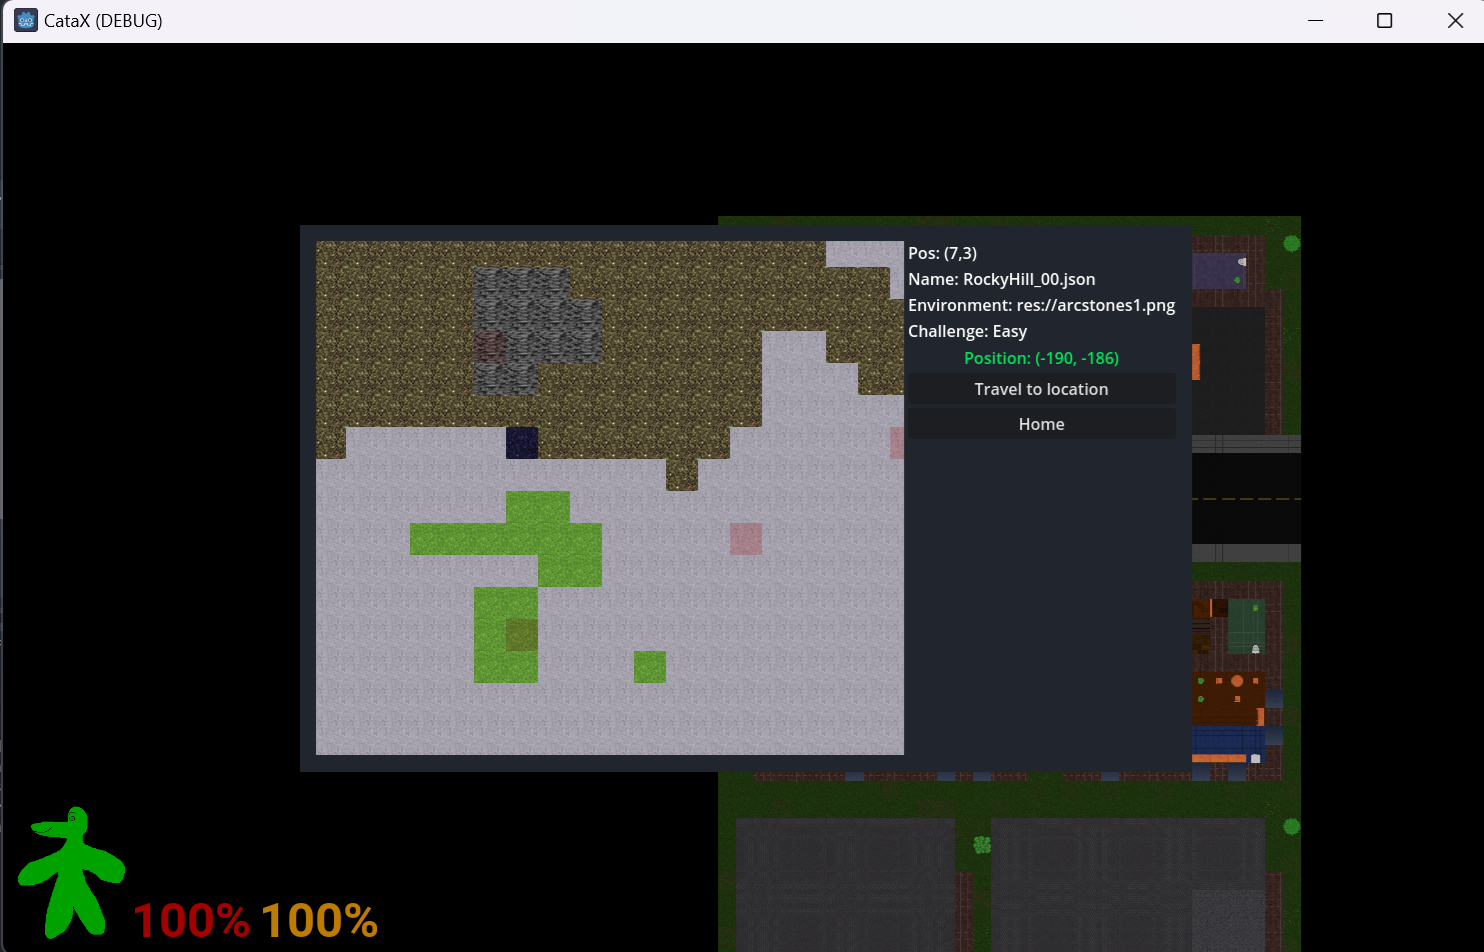 CataX (DEBUG)
Pos: (7,3)
Name: RockyHill_00.json
Environment: res://arcstones1.png
Challenge: Easy
Position: (-190, -186)
Travel to location
Home
100% 100%